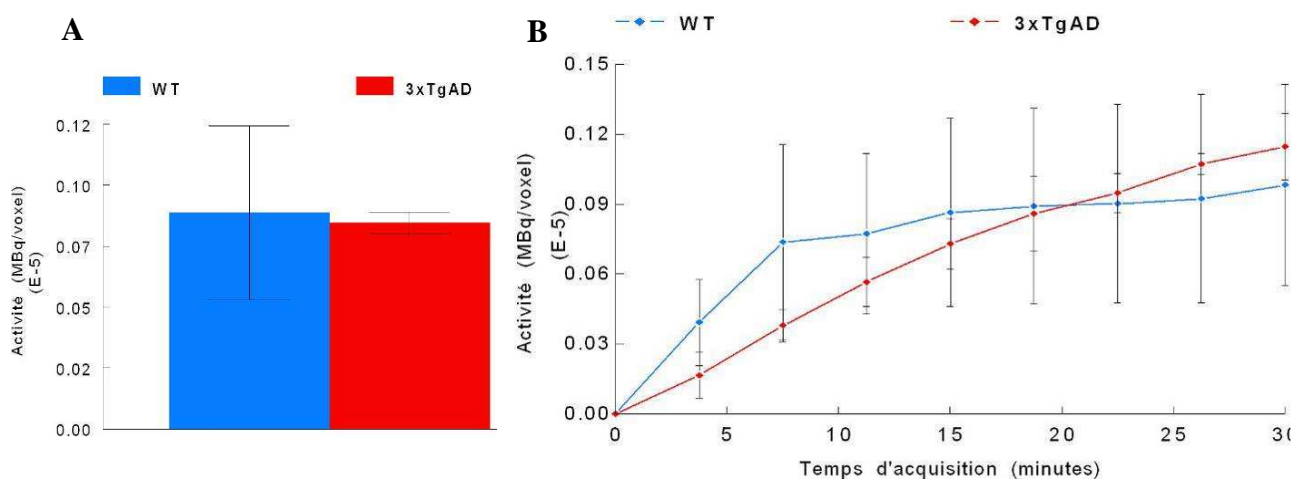 A
WT
3xTgAD
Activité (MBq/voxel)
(E-5)
0.12
0.10
0.07
0.05
0.02
0.00
B
WT
3xTgAD
Activité (MBq/voxel)
(E-5)
0.15
0.12
0.09
0.06
0.03
0.00
0 5 10 15 20 25 30
Temps d'acquisition (minutes)